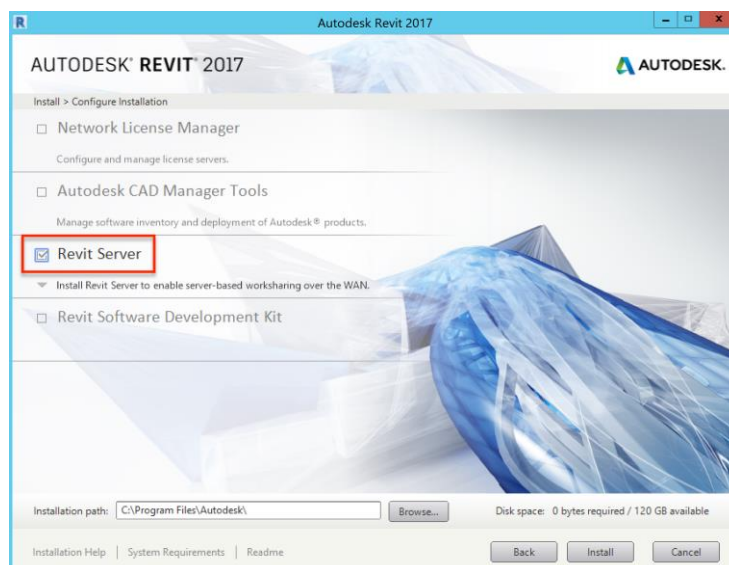 Autodesk Revit 2017
AUTODESK® REVIT® 2017
AUTODESK.
Install > Configure Installation
Network License Manager
Configure and manage license servers.
Autodesk CAD Manager Tools
Manage software inventory and deployment of Autodesk® products.
Revit Server
Install Revit Server to enable server-based worksharing over the WAN.
Revit Software Development Kit
Installation path: C:\Program Files\Autodesk\ Browse... Disk space: 0 bytes required / 120 GB available
Installation Help | System Requirements | Readme Back Install Cancel